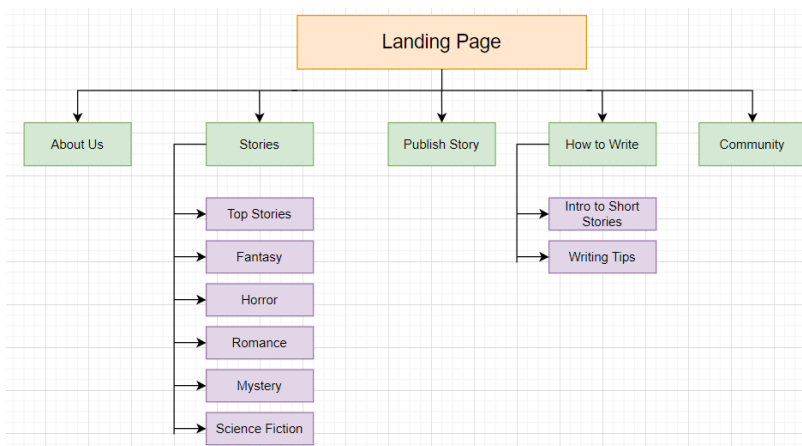 Landing Page
About Us
Stories
Publish Story
How to Write
Community
Top Stories
Fantasy
Horror
Romance
Mystery
Science Fiction
Intro to Short
Stories
Writing Tips